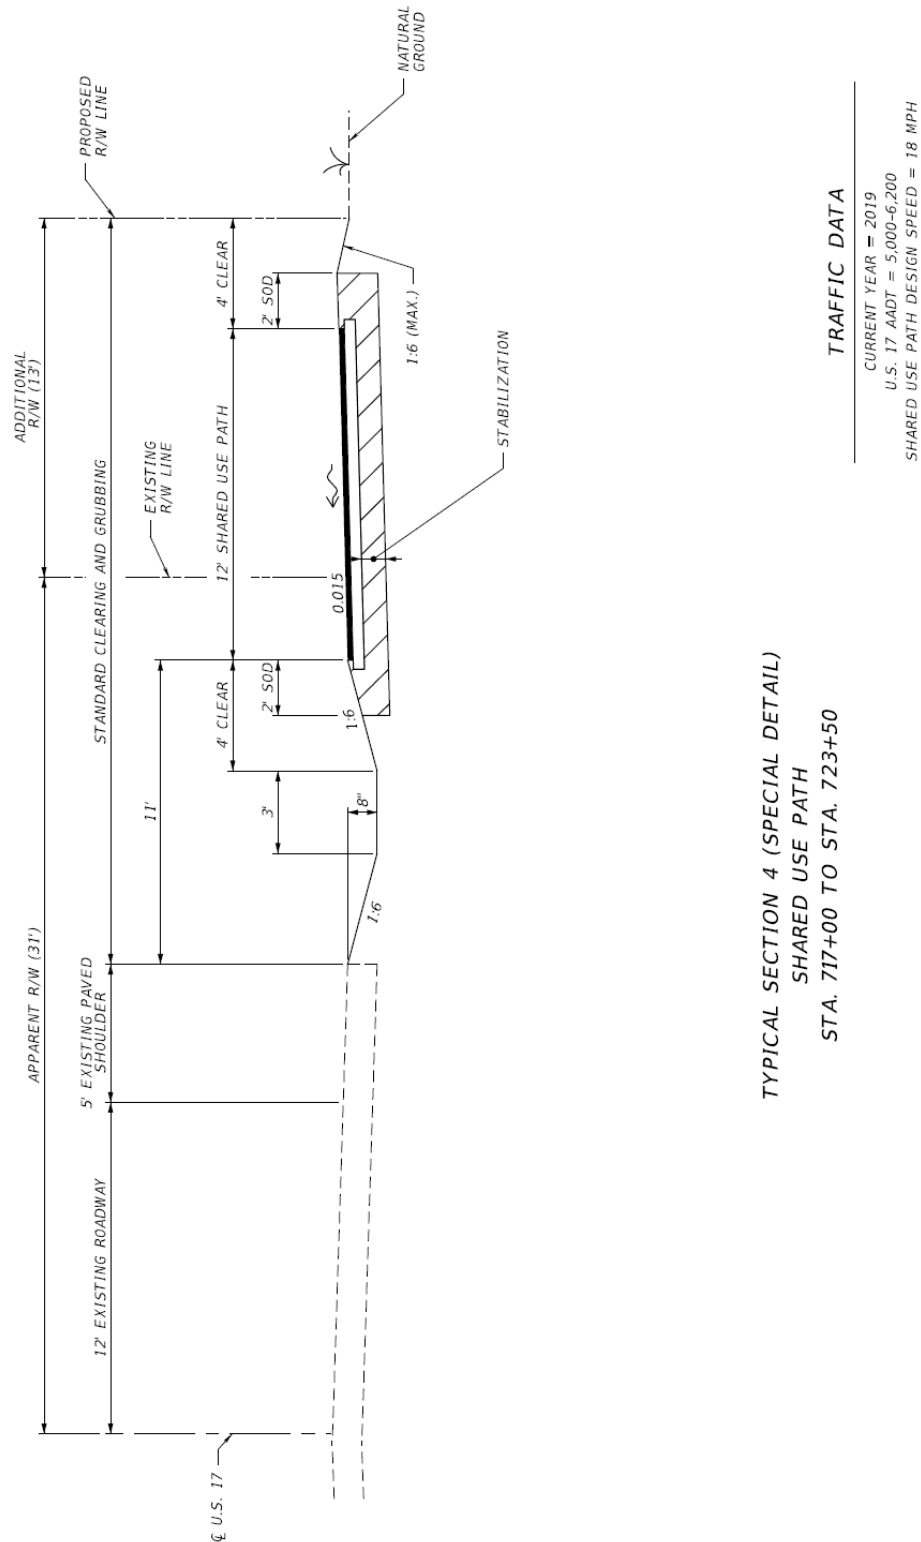 APPARENT R/W (31')
ADDITIONAL
R/W (13')
12' EXISTING ROADWAY
5' EXISTING PAVED
SHOULDER
STANDARD CLEARING AND GRUBBING
PROPOSED
R/W LINE
11'
EXISTING
R/W LINE
℄ U.S. 17
4' CLEAR
12' SHARED USE PATH
4' CLEAR
3'
2' SOD
2' SOD
1:6
8"
1:6
0.015
1:6 (MAX.)
NATURAL
GROUND
STABILIZATION
TYPICAL SECTION 4 (SPECIAL DETAIL)
SHARED USE PATH
STA. 717+00 TO STA. 723+50
TRAFFIC DATA
CURRENT YEAR = 2019
U.S. 17 AADT = 5,000-6,200
SHARED USE PATH DESIGN SPEED = 18 MPH